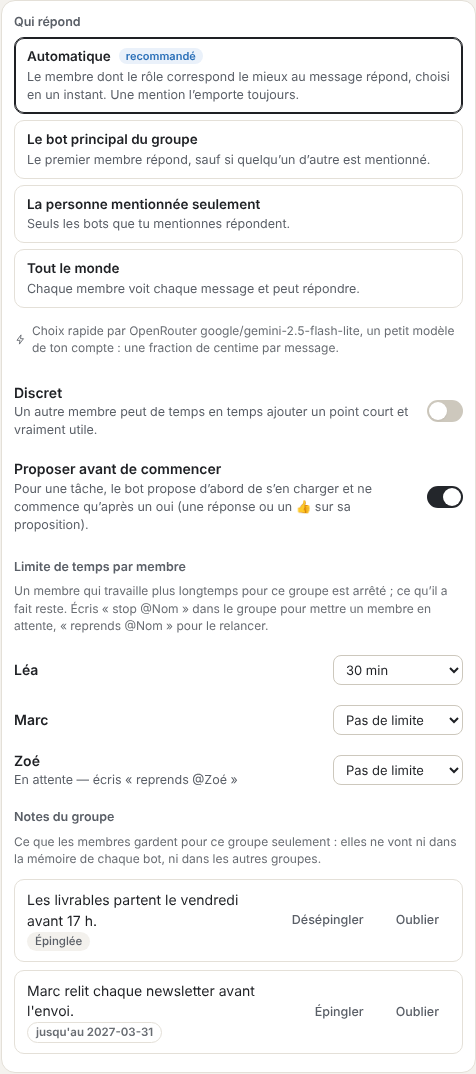 Qui répond
Automatique recommandé
Le membre dont le rôle correspond le mieux au message répond, choisi
en un instant. Une mention l’emporte toujours.
Le bot principal du groupe
Le premier membre répond, sauf si quelqu’un d’autre est mentionné.
La personne mentionnée seulement
Seuls les bots que tu mentionnes répondent.
Tout le monde
Chaque membre voit chaque message et peut répondre.
Choix rapide par OpenRouter google/gemini-2.5-flash-lite, un petit modèle
de ton compte : une fraction de centime par message.
Discret
Un autre membre peut de temps en temps ajouter un point court et
vraiment utile.
Proposer avant de commencer
Pour une tâche, le bot propose d’abord de s’en charger et ne
commence qu’après un oui (une réponse ou un 👍 sur sa
proposition).
Limite de temps par membre
Un membre qui travaille plus longtemps pour ce groupe est arrêté ; ce qu’il a
fait reste. Écris « stop @Nom » dans le groupe pour mettre un membre en
attente, « reprends @Nom » pour le relancer.
Léa 30 min
Marc Pas de limite
Zoé Pas de limite
En attente — écris « reprends @Zoé »
Notes du groupe
Ce que les membres gardent pour ce groupe seulement : elles ne vont ni dans
la mémoire de chaque bot, ni dans les autres groupes.
Les livrables partent le vendredi
avant 17 h.
Épinglée
Désépingler Oublier
Marc relit chaque newsletter avant
l'envoi.
jusqu'au 2027-03-31
Épingler Oublier